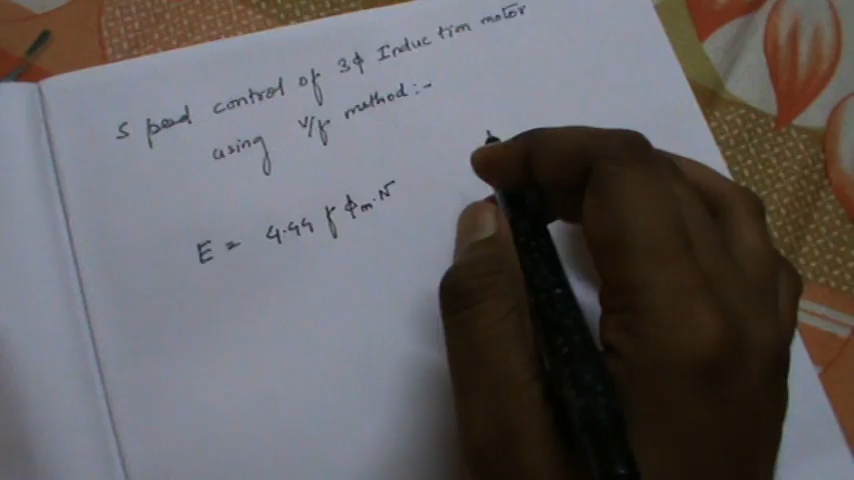 Speed control of 3ϕ Induction motor
using V/f method:-
E = 4.44 f ϕm.N